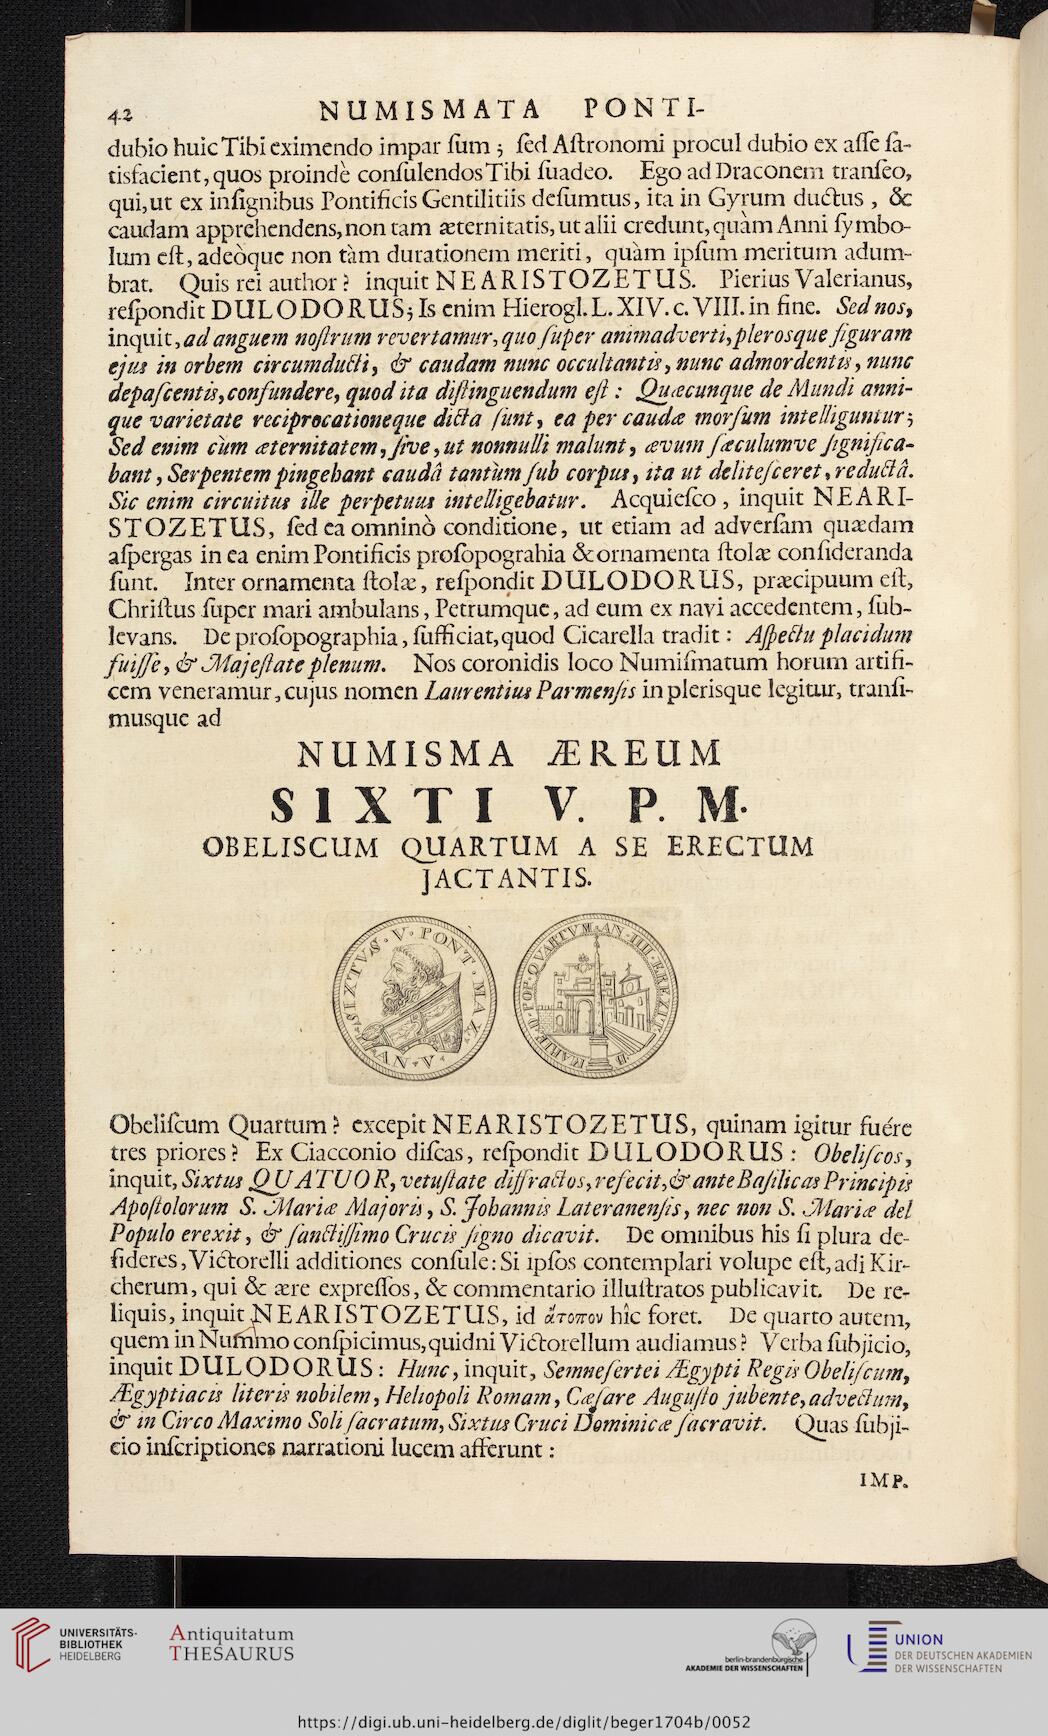 42 NUMISMATA PONTI-
dubio huic Tibi eximendo impar ſum ; ſed Aſtronomi procul dubio ex aſſe ſa-
tisfacient, quos proindè conſulendos Tibi ſuadeo. Ego ad Draconem tranſeo,
qui, ut ex inſignibus Pontificis Gentilitiis deſumtus, ita in Gyrum ductus , &
caudam apprehendens, non tam æternitatis, ut alii credunt, quàm Anni ſymbo-
lum eſt, adeòque non tàm durationem meriti, quàm ipſum meritum adum-
brat. Quis rei author? inquit NEARISTOZETUS. Pierius Valerianus,
reſpondit DULODORUS; Is enim Hierogl. L. XIV. c. VIII. in fine. Sed nos,
inquit, ad anguem noſtrum revertamur, quo ſuper animadverti, plerosque figuram
ejus in orbem circumducti, & caudam nunc occultantis, nunc admordentis, nunc
depaſcentis, confundere, quod ita diſtinguendum eſt : Quæcunque de Mundi anni-
que varietate reciprocationeque dicta ſunt, ea per caudæ morſum intelliguntur;
Sed enim cùm æternitatem, ſive, ut nonnulli malunt, ævum ſæculumve ſignifica-
bant, Serpentem pingebant caudâ tantùm ſub corpus, ita ut deliteſceret, reductâ.
Sic enim circuitus ille perpetuus intelligebatur. Acquieſco, inquit NEARI-
STOZETUS, ſed ea omninò conditione, ut etiam ad adverſam quædam
aſpergas in ea enim Pontificis proſopograhia & ornamenta ſtolæ conſideranda
ſunt. Inter ornamenta ſtolæ, reſpondit DULODORUS, præcipuum eſt,
Chriſtus ſuper mari ambulans, Petrumque, ad eum ex navi accedentem, ſub-
levans. De proſopographia, ſufficiat, quod Cicarella tradit : Aſpectu placidum
fuiſſe, & Majeſtate plenum. Nos coronidis loco Numiſmatum horum artifi-
cem veneramur, cujus nomen Laurentius Parmenſis in plerisque legitur, tranſi-
musque ad
NUMISMA ÆREUM
SIXTI V. P. M.
OBELISCUM QUARTUM A SE ERECTUM
JACTANTIS.
SIXTVS · V · PONT · MAX ·
AN · V ·
B MARIE D POP · QVARTVM · AN · IIII · EREXIT
Obeliſcum Quartum? excepit NEARISTOZETUS, quinam igitur fuére
tres priores? Ex Ciacconio diſcas, reſpondit DULODORUS : Obeliſcos,
inquit, Sixtus QUATUOR, vetuſtate diffractos, refecit, & ante Baſilicas Principis
Apoſtolorum S. Mariæ Majoris, S. Johannis Lateranenſis, nec non S. Mariæ del
Populo erexit, & ſanctiſſimo Crucis ſigno dicavit. De omnibus his ſi plura de-
ſideres, Victorelli additiones conſule: Si ipſos contemplari volupe eſt, adi Kir-
cherum, qui & ære expreſſos, & commentario illuſtratos publicavit. De re-
liquis, inquit NEARISTOZETUS, id ἄτοπον hîc foret. De quarto autem,
quem in Nummo conſpicimus, quidni Victorellum audiamus? Verba ſubjicio,
inquit DULODORUS: Hunc, inquit, Semneſertei Ægypti Regis Obeliſcum,
Ægyptiacis literis nobilem, Heliopoli Romam, Cæſare Auguſto jubente, advectum,
& in Circo Maximo Soli ſacratum, Sixtus Cruci Dominicæ ſacravit. Quas ſubji-
cio inſcriptiones narrationi lucem afferunt :
IMP.
UNIVERSITÄTS-
BIBLIOTHEK
HEIDELBERG
Antiquitatum
THESAURUS
berlin-brandenburgische
AKADEMIE DER WISSENSCHAFTEN
UNION
DER DEUTSCHEN AKADEMIEN
DER WISSENSCHAFTEN
https://digi.ub.uni-heidelberg.de/diglit/beger1704b/0052